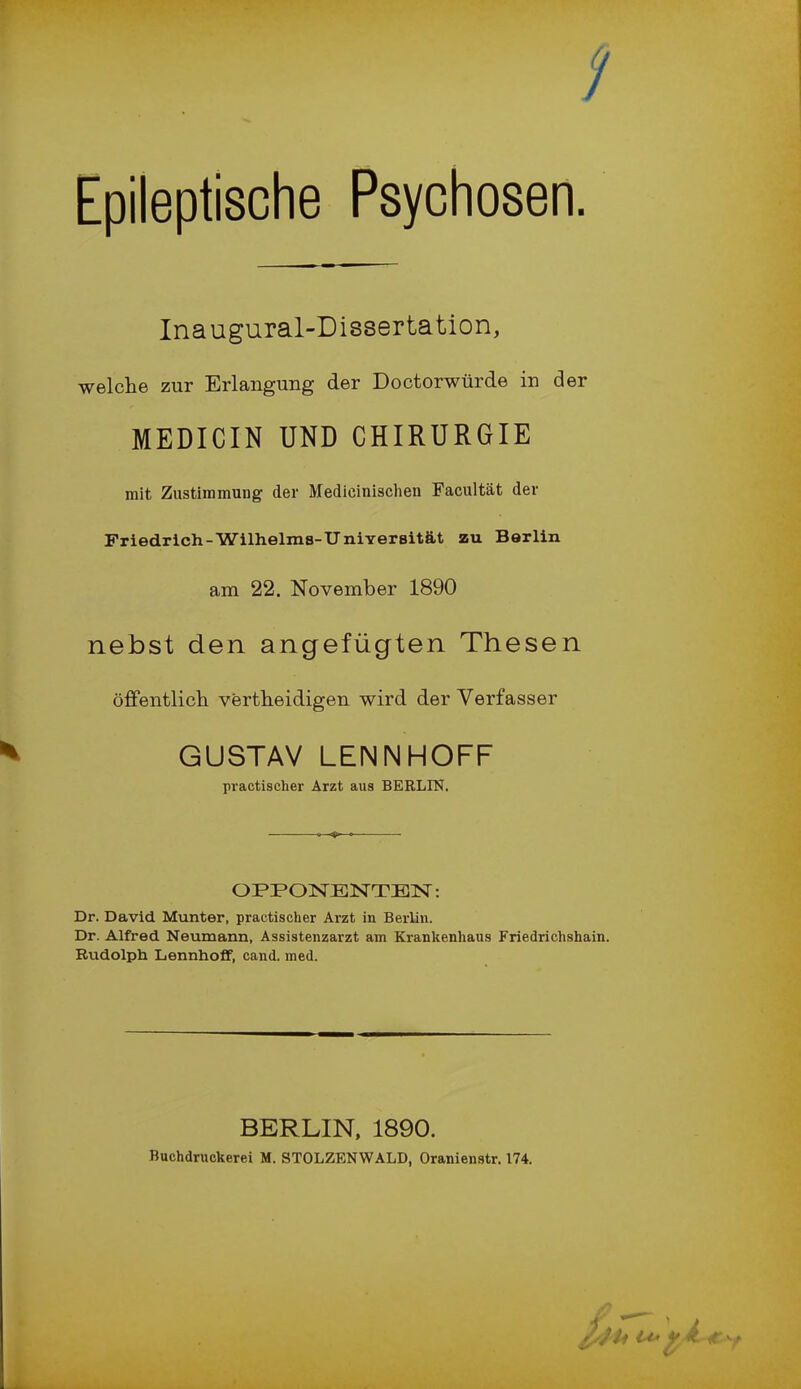 9
Epileptische Psychosen.
Inaugural-Dissertation,
welche zur Erlangung der Doctorwürde in der
MEDICIN UND CHIRURGIE
mit Zustimmung der Medicinischen Facultät der
Friedrich-Wilhelms-Universität zu Berlin
am 22. November 1890
nebst den angefügten Thesen
öffentlich vertheidigen wird der Verfasser
GUSTAV LENNHOFF
practischer Arzt aus BERLIN.
OPPONENTEN:
Dr. David Munter, practischer Arzt in Berlin.
Dr. Alfred Neumann, Assistenzarzt am Krankenhaus Friedrichshain.
Rudolph Lennhoff, cand. med.
BERLIN, 1890.
Buchdruckerei M. STOLZENWALD, Oranienstr. 174.